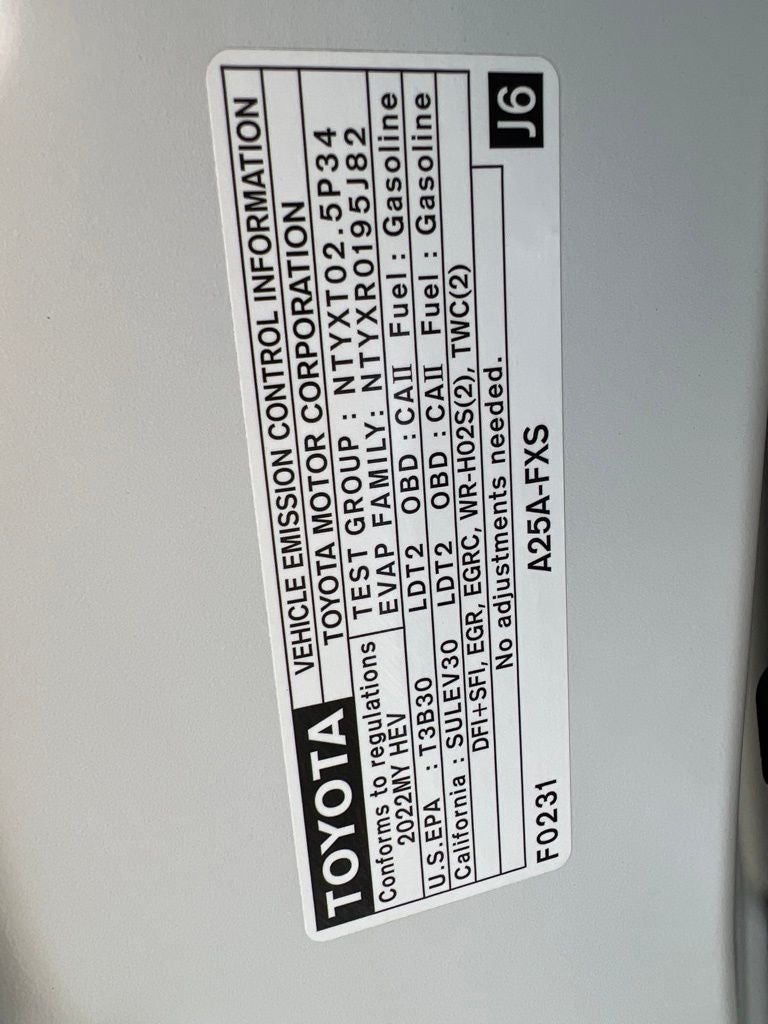 TOYOTA
VEHICLE EMISSION CONTROL INFORMATION
TOYOTA MOTOR CORPORATION
Conforms to regulations
2022MY HEV
TEST GROUP : NTYXT02.5P34
EVAP FAMILY: NTYXR0195J82
U.S.EPA : T3B30 LDT2 OBD : CAII Fuel : Gasoline
California : SULEV30 LDT2 OBD : CAII Fuel : Gasoline
DFI+SFI, EGR, EGRC, WR-HO2S(2), TWC(2)
No adjustments needed.
F0231 A25A-FXS J6